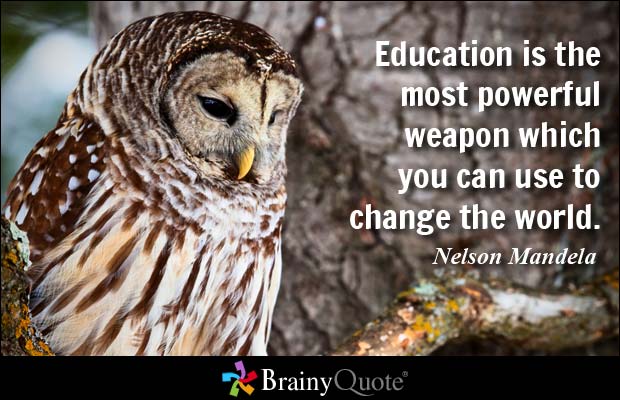 Education is the
most powerful
weapon which
you can use to
change the world.
Nelson Mandela
BrainyQuote®